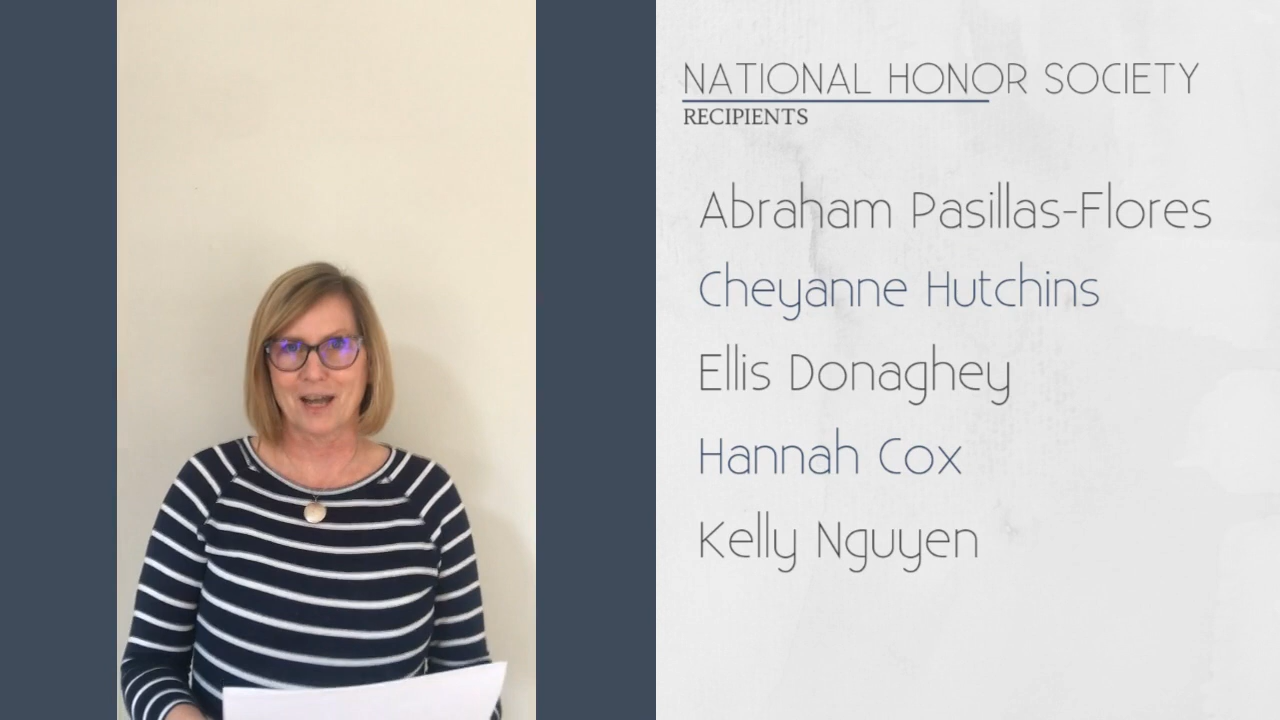 NATIONAL HONOR SOCIETY
RECIPIENTS
Abraham Pasillas-Flores
Cheyanne Hutchins
Ellis Donaghey
Hannah Cox
Kelly Nguyen